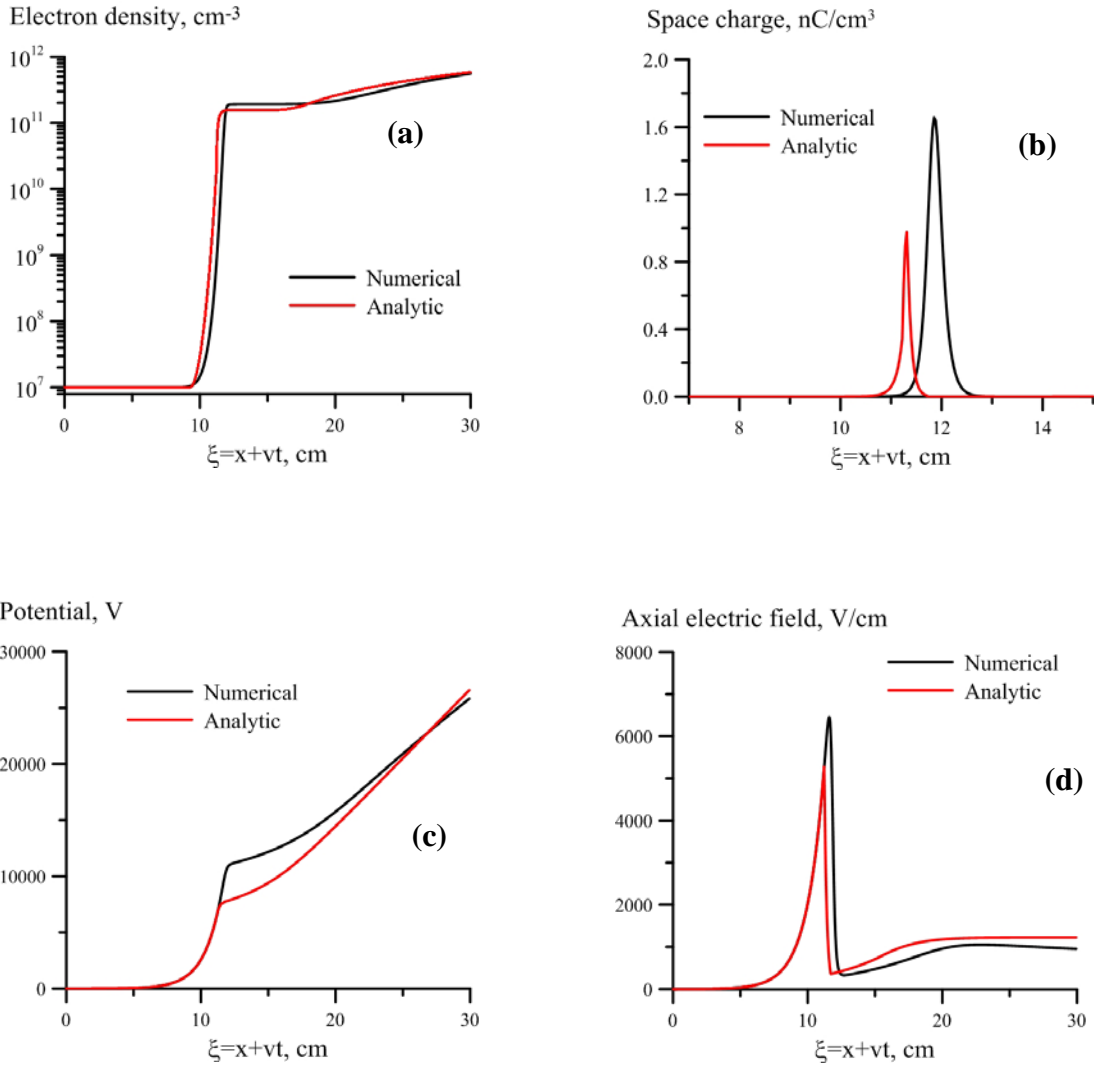 Electron density, cm-3
10^12
10^11
10^10
10^9
10^8
10^7
(a)
Numerical
Analytic
0 10 20 30
ξ=x+vt, cm
Space charge, nC/cm³
2.0
1.6
1.2
0.8
0.4
0.0
Numerical
Analytic
(b)
8 10 12 14
ξ=x+vt, cm
Potential, V
30000
20000
10000
0
Numerical
Analytic
(c)
0 10 20 30
ξ=x+vt, cm
Axial electric field, V/cm
8000
6000
4000
2000
0
Numerical
Analytic
(d)
0 10 20 30
ξ=x+vt, cm